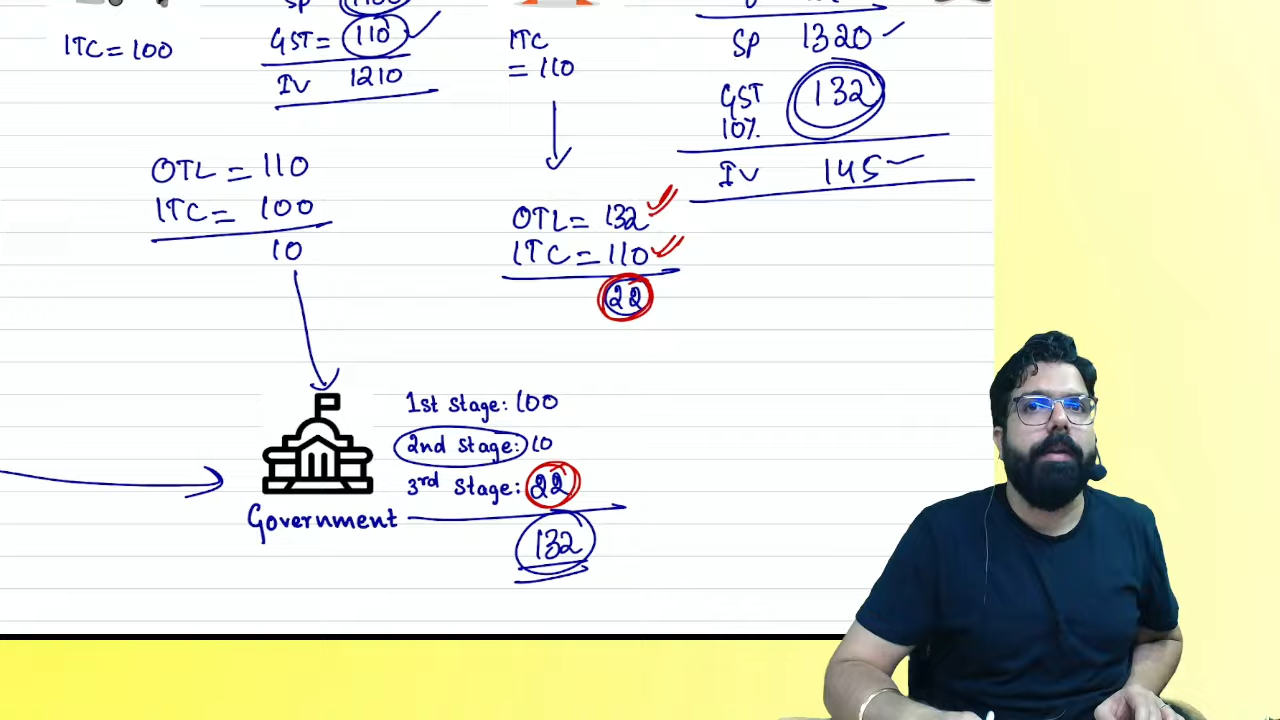 ITC = 100
GST = 110
IV 1210
OTL = 110
ITC = 100
10
ITC
= 110
OTL = 132
ITC = 110
22
SP 1320
GST 132
10%
IV 145
1st Stage: 100
2nd Stage: 10
3rd Stage: 22
Government
132